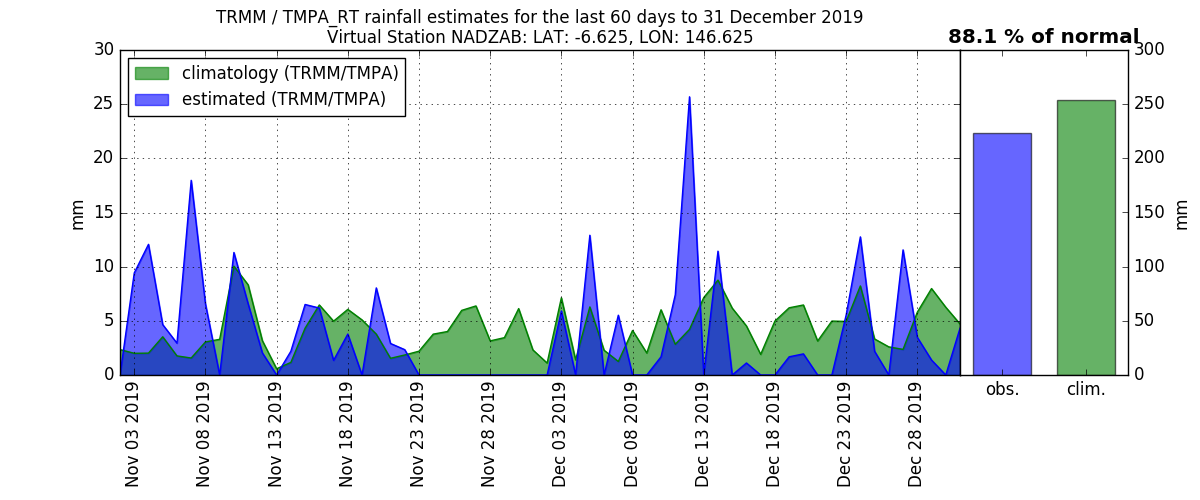 TRMM / TMPA_RT rainfall estimates for the last 60 days to 31 December 2019
Virtual Station NADZAB: LAT: -6.625, LON: 146.625
88.1 % of normal
climatology (TRMM/TMPA)
estimated (TRMM/TMPA)
30
25
20
15
10
5
0
mm
300
250
200
150
100
50
0
mm
Nov 03 2019
Nov 08 2019
Nov 13 2019
Nov 18 2019
Nov 23 2019
Nov 28 2019
Dec 03 2019
Dec 08 2019
Dec 13 2019
Dec 18 2019
Dec 23 2019
Dec 28 2019
obs.
clim.